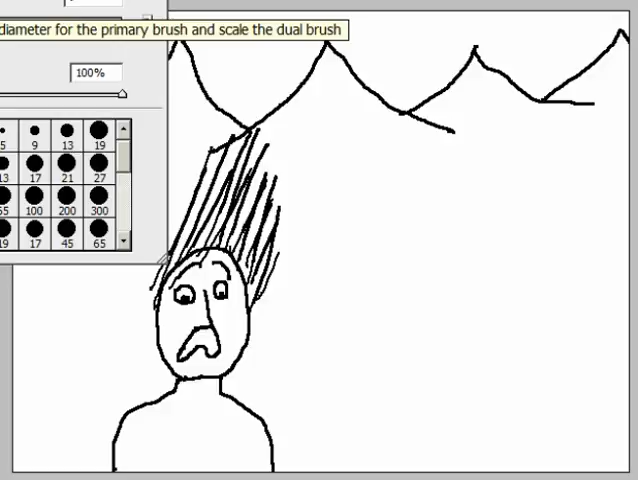 diameter for the primary brush and scale the dual brush
100%
5 9 13 19
13 17 21 27
55 100 200 300
19 17 45 65